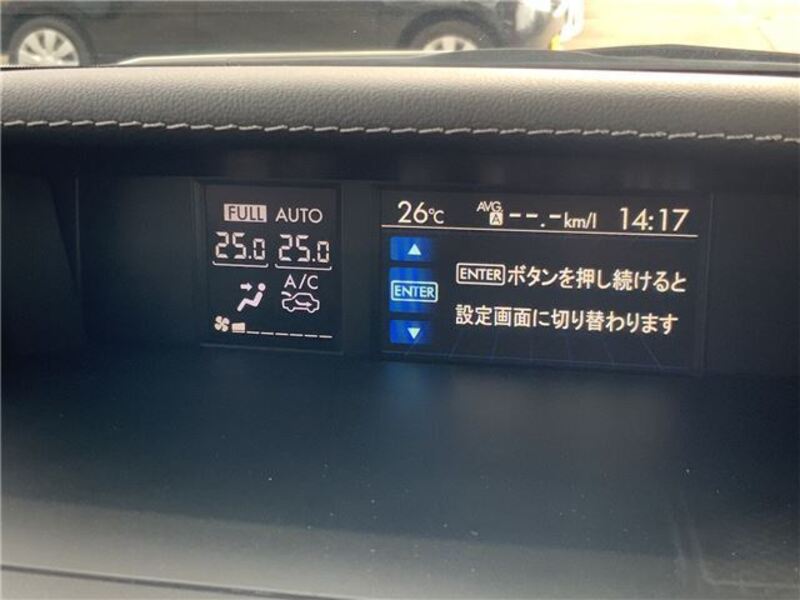 FULL AUTO
25.0 25.0
A/C
26℃ AVG. A --.-km/l 14:17
▲
ENTER
▼
ENTERボタンを押し続けると
設定画面に切り替わります